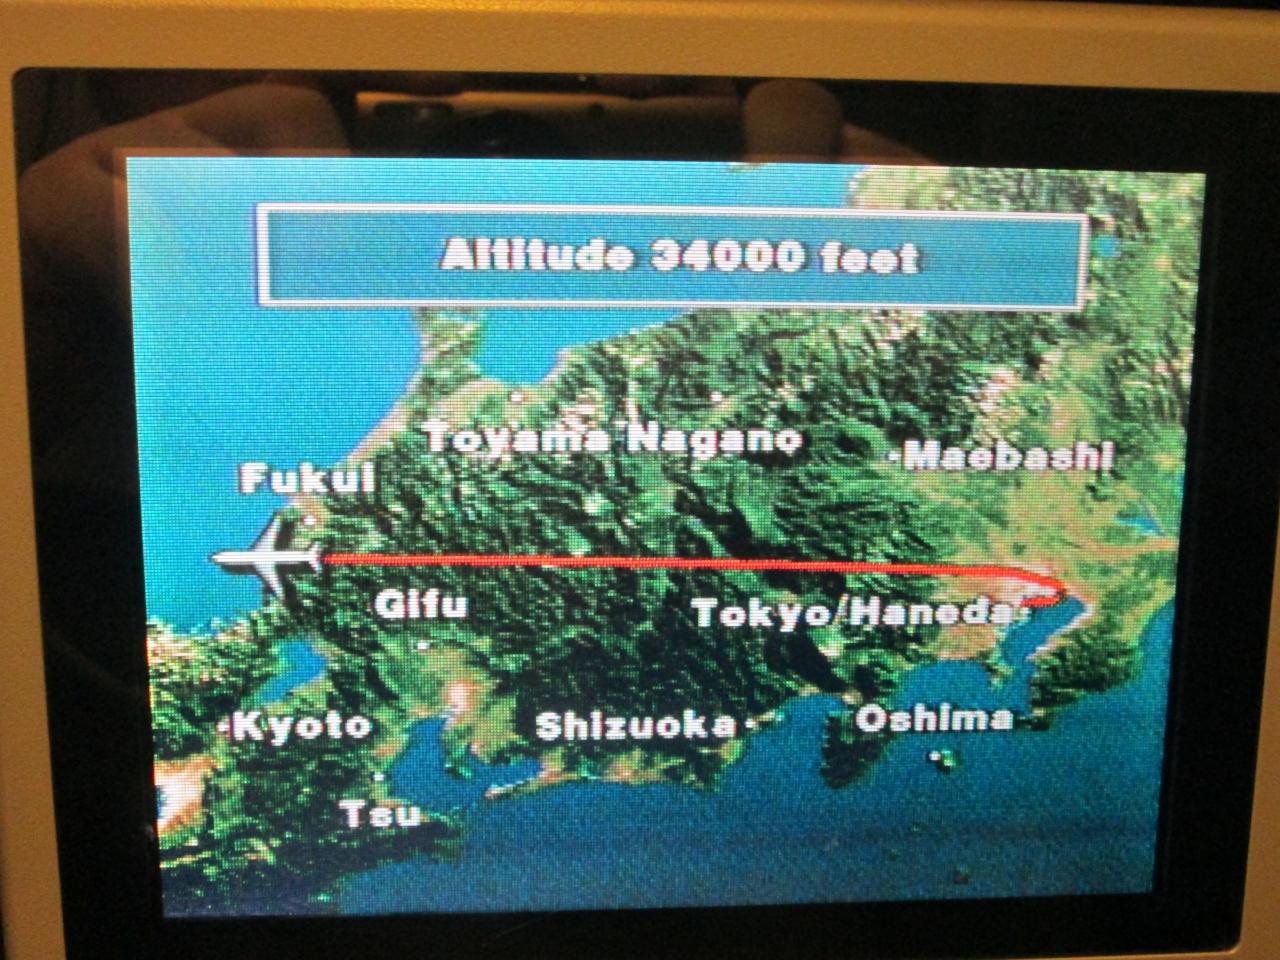 Altitude 34000 feet
Toyama Nagano
Maebashi
Fukui
Gifu
Tokyo/Haneda
Kyoto
Shizuoka
Oshima
Tsu